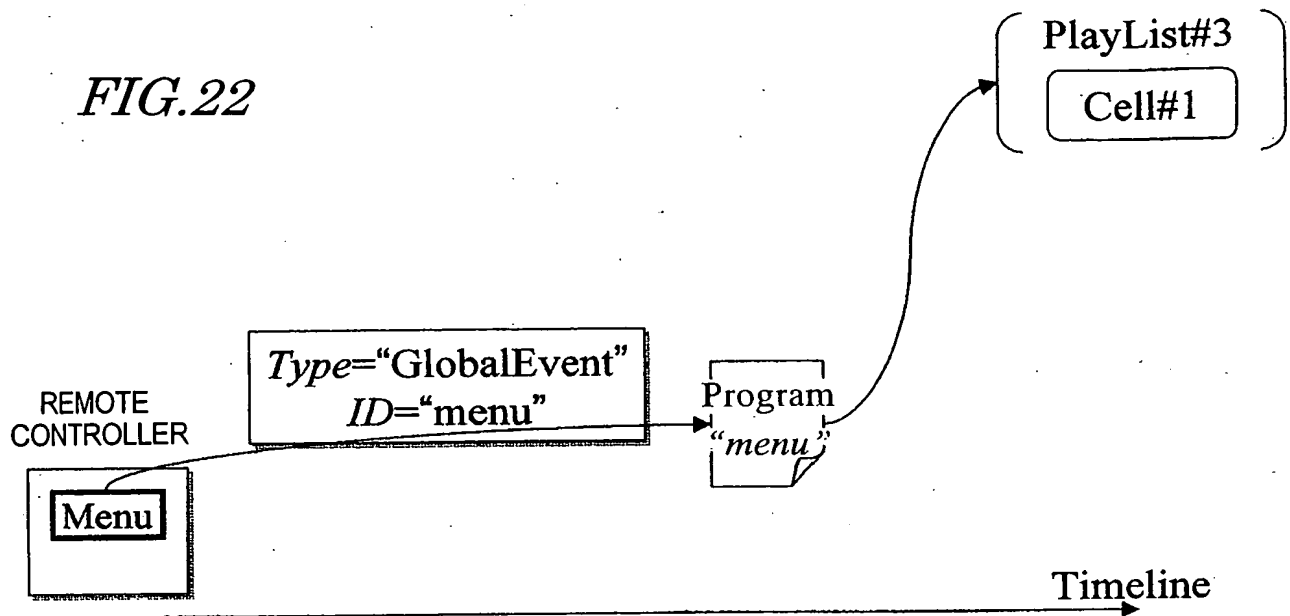 FIG.22
PlayList#3
Cell#1
Type=“GlobalEvent”
ID=“menu”
Program
“menu”
REMOTE
CONTROLLER
Menu
Timeline